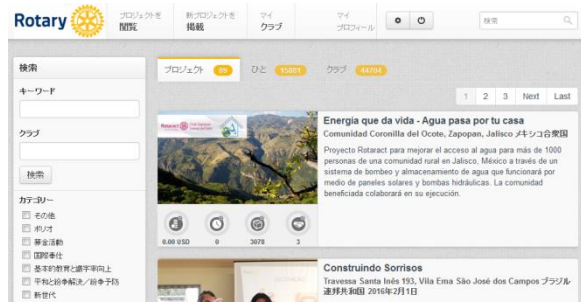 Rotary
プロジェクトを
閲覧
新プロジェクトを
掲載
マイ
クラブ
マイ
プロフィール
検索
検索
キーワード
クラブ
検索
カテゴリー
その他
ポリオ
募金活動
国際奉仕
基本的教育と識字率向上
平和と紛争解決/紛争予防
新世代
プロジェクト 89
ひと 15881
クラブ 44704
1 2 3 Next Last
Energía que da vida - Agua pasa por tu casa
Comunidad Coronilla del Ocote, Zapopan, Jalisco メキシコ合衆国
Proyecto Rotaract para mejorar el acceso al agua para más de 1000
personas de una comunidad rural en Jalisco, México a través de un
sistema de bombeo y almacenamiento de agua que funcionará por
medio de paneles solares y bombas hidráulicas. La comunidad
beneficiada colaborará en su ejecución.
0.00 USD 0 3078 3
Construindo Sorrisos
Travessa Santa Inês 193, Vila Ema São José dos Campos ブラジル
連邦共和国 2016年2月1日